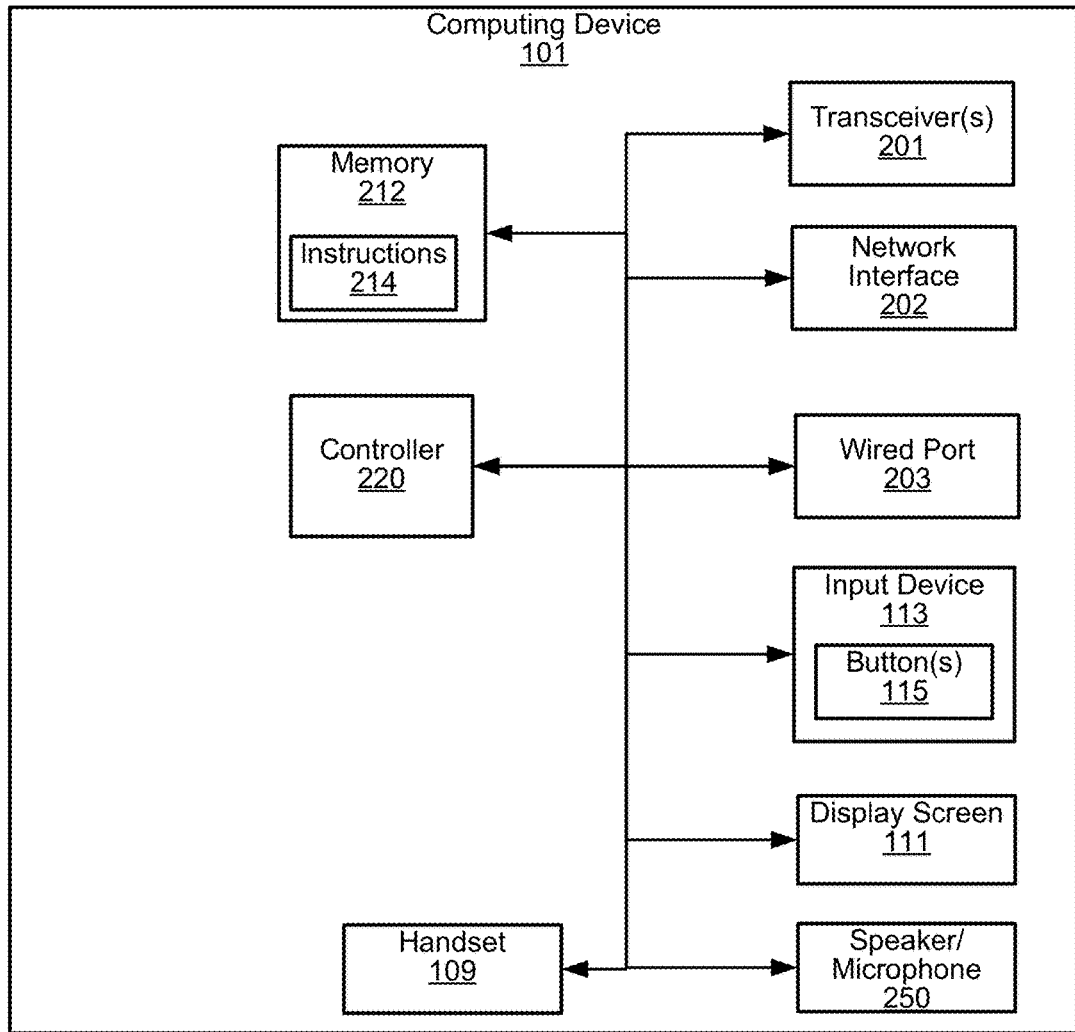 Computing Device
101
Memory
212
Instructions
214
Controller
220
Handset
109
Transceiver(s)
201
Network
Interface
202
Wired Port
203
Input Device
113
Button(s)
115
Display Screen
111
Speaker/
Microphone
250